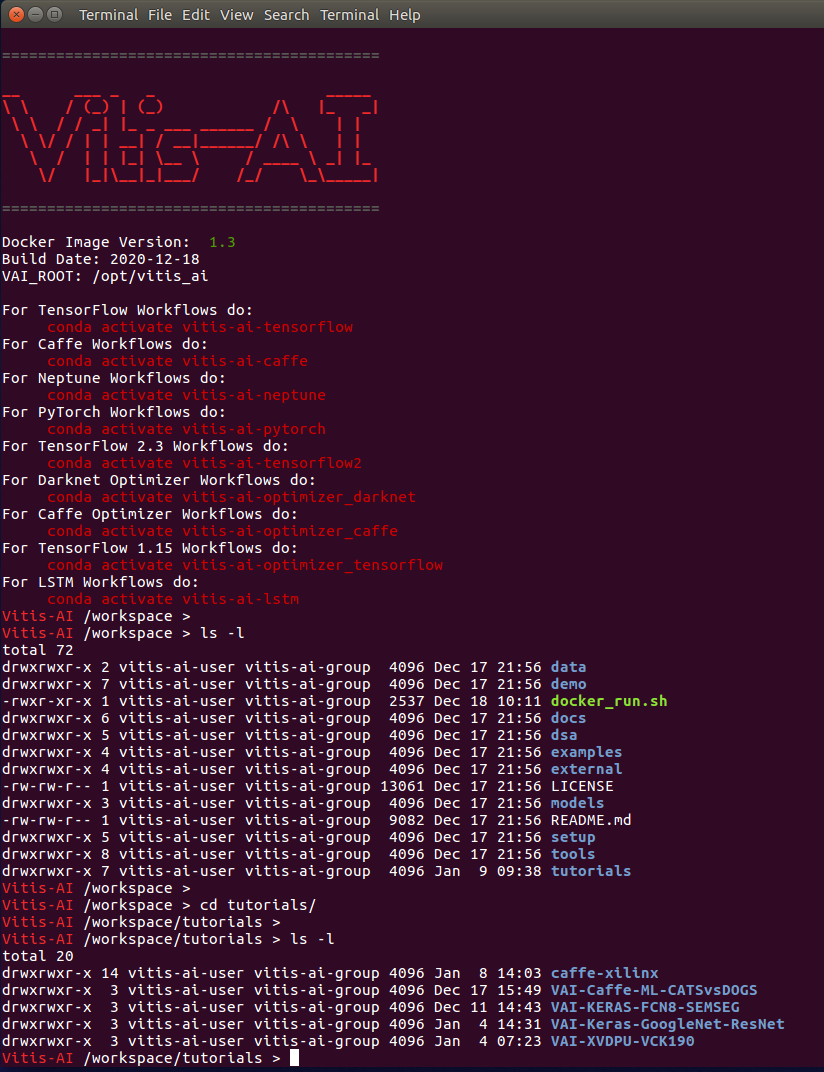 Terminal File Edit View Search Terminal Help
==========================================
__      ___ _   _                   _____
\ \    / (_) | (_)            /\   |_   _|
 \ \  / / _| |_ _ ___ ______ /  \    | |
  \ \/ / | | __| / __|______/ /\ \   | |
   \  /  | | |_| \__ \     / ____ \ _| |_
    \/   |_|\__|_|___/    /_/    \_\_____|
==========================================
Docker Image Version:  1.3
Build Date: 2020-12-18
VAI_ROOT: /opt/vitis_ai
For TensorFlow Workflows do:
     conda activate vitis-ai-tensorflow
For Caffe Workflows do:
     conda activate vitis-ai-caffe
For Neptune Workflows do:
     conda activate vitis-ai-neptune
For PyTorch Workflows do:
     conda activate vitis-ai-pytorch
For TensorFlow 2.3 Workflows do:
     conda activate vitis-ai-tensorflow2
For Darknet Optimizer Workflows do:
     conda activate vitis-ai-optimizer_darknet
For Caffe Optimizer Workflows do:
     conda activate vitis-ai-optimizer_caffe
For TensorFlow 1.15 Workflows do:
     conda activate vitis-ai-optimizer_tensorflow
For LSTM Workflows do:
     conda activate vitis-ai-lstm
Vitis-AI /workspace >
Vitis-AI /workspace > ls -l
total 72
drwxrwxr-x 2 vitis-ai-user vitis-ai-group  4096 Dec 17 21:56 data
drwxrwxr-x 7 vitis-ai-user vitis-ai-group  4096 Dec 17 21:56 demo
-rwxr-xr-x 1 vitis-ai-user vitis-ai-group  2537 Dec 18 10:11 docker_run.sh
drwxrwxr-x 6 vitis-ai-user vitis-ai-group  4096 Dec 17 21:56 docs
drwxrwxr-x 5 vitis-ai-user vitis-ai-group  4096 Dec 17 21:56 dsa
drwxrwxr-x 4 vitis-ai-user vitis-ai-group  4096 Dec 17 21:56 examples
drwxrwxr-x 4 vitis-ai-user vitis-ai-group  4096 Dec 17 21:56 external
-rw-rw-r-- 1 vitis-ai-user vitis-ai-group 13061 Dec 17 21:56 LICENSE
drwxrwxr-x 3 vitis-ai-user vitis-ai-group  4096 Dec 17 21:56 models
-rw-rw-r-- 1 vitis-ai-user vitis-ai-group  9082 Dec 17 21:56 README.md
drwxrwxr-x 5 vitis-ai-user vitis-ai-group  4096 Dec 17 21:56 setup
drwxrwxr-x 8 vitis-ai-user vitis-ai-group  4096 Dec 17 21:56 tools
drwxrwxr-x 7 vitis-ai-user vitis-ai-group  4096 Jan  9 09:38 tutorials
Vitis-AI /workspace >
Vitis-AI /workspace > cd tutorials/
Vitis-AI /workspace/tutorials >
Vitis-AI /workspace/tutorials > ls -l
total 20
drwxrwxr-x 14 vitis-ai-user vitis-ai-group 4096 Jan  8 14:03 caffe-xilinx
drwxrwxr-x  3 vitis-ai-user vitis-ai-group 4096 Dec 17 15:49 VAI-Caffe-ML-CATSvsDOGS
drwxrwxr-x  3 vitis-ai-user vitis-ai-group 4096 Dec 11 14:43 VAI-KERAS-FCN8-SEMSEG
drwxrwxr-x  3 vitis-ai-user vitis-ai-group 4096 Jan  4 14:31 VAI-Keras-GoogleNet-ResNet
drwxrwxr-x  3 vitis-ai-user vitis-ai-group 4096 Jan  4 07:23 VAI-XVDPU-VCK190
Vitis-AI /workspace/tutorials >